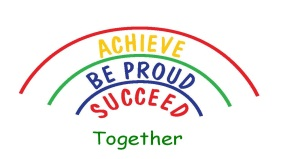 ACHIEVE
BE PROUD
SUCCEED
Together